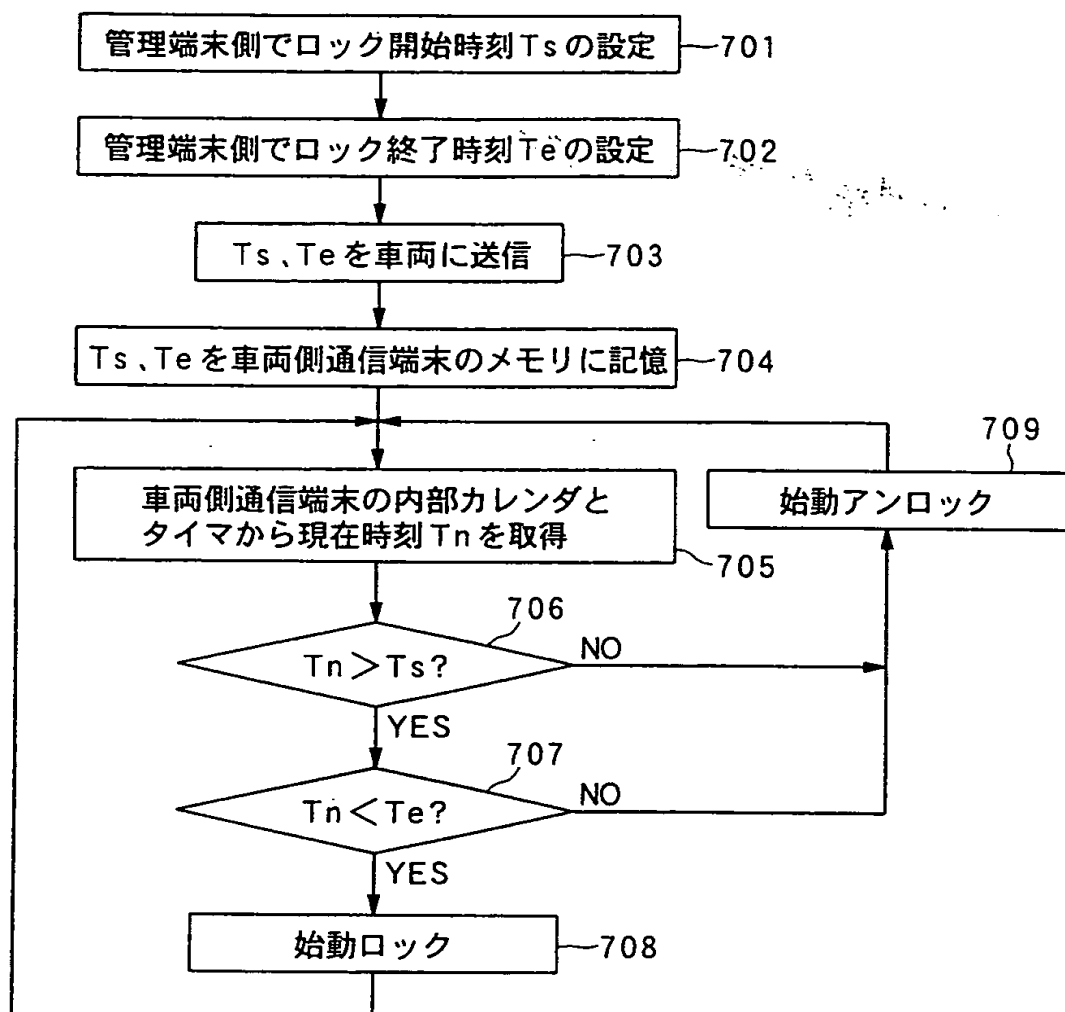 管理端末側でロック開始時刻Tsの設定
701
管理端末側でロック終了時刻Teの設定
702
Ts、Teを車両に送信
703
Ts、Teを車両側通信端末のメモリに記憶
704
709
車両側通信端末の内部カレンダと
タイマから現在時刻Tnを取得
705
始動アンロック
706
Tn>Ts?
NO
YES
707
Tn<Te?
NO
YES
始動ロック
708